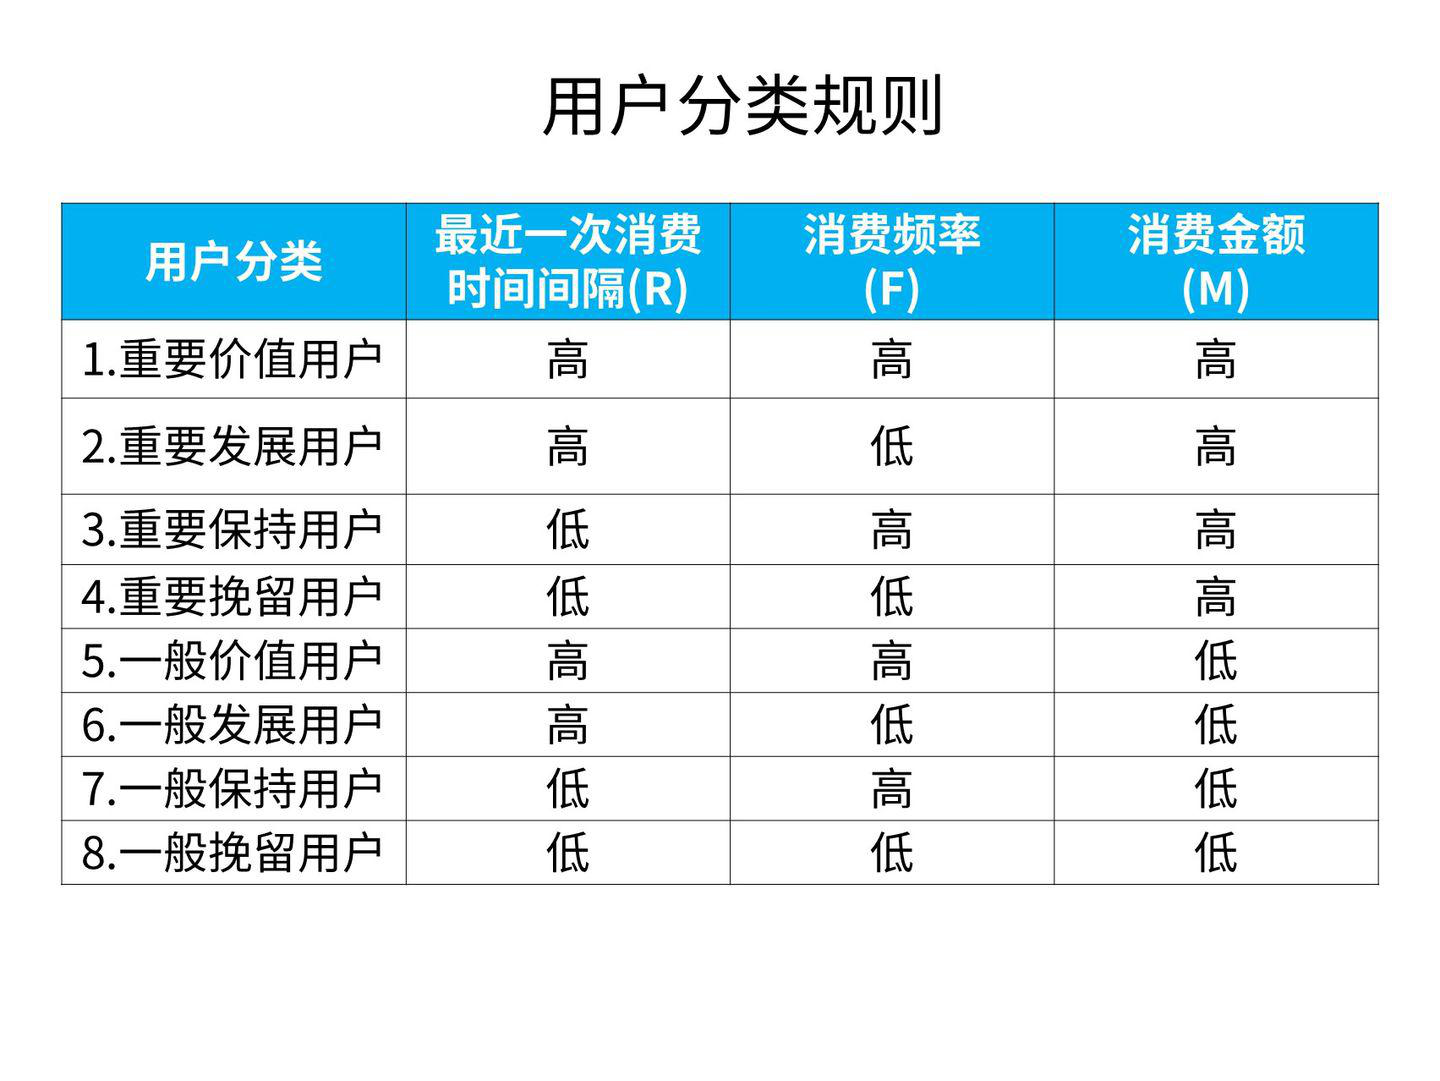 用户分类规则
用户分类
最近一次消费
时间间隔(R)
消费频率
(F)
消费金额
(M)
1.重要价值用户 高 高 高
2.重要发展用户 高 低 高
3.重要保持用户 低 高 高
4.重要挽留用户 低 低 高
5.一般价值用户 高 高 低
6.一般发展用户 高 低 低
7.一般保持用户 低 高 低
8.一般挽留用户 低 低 低